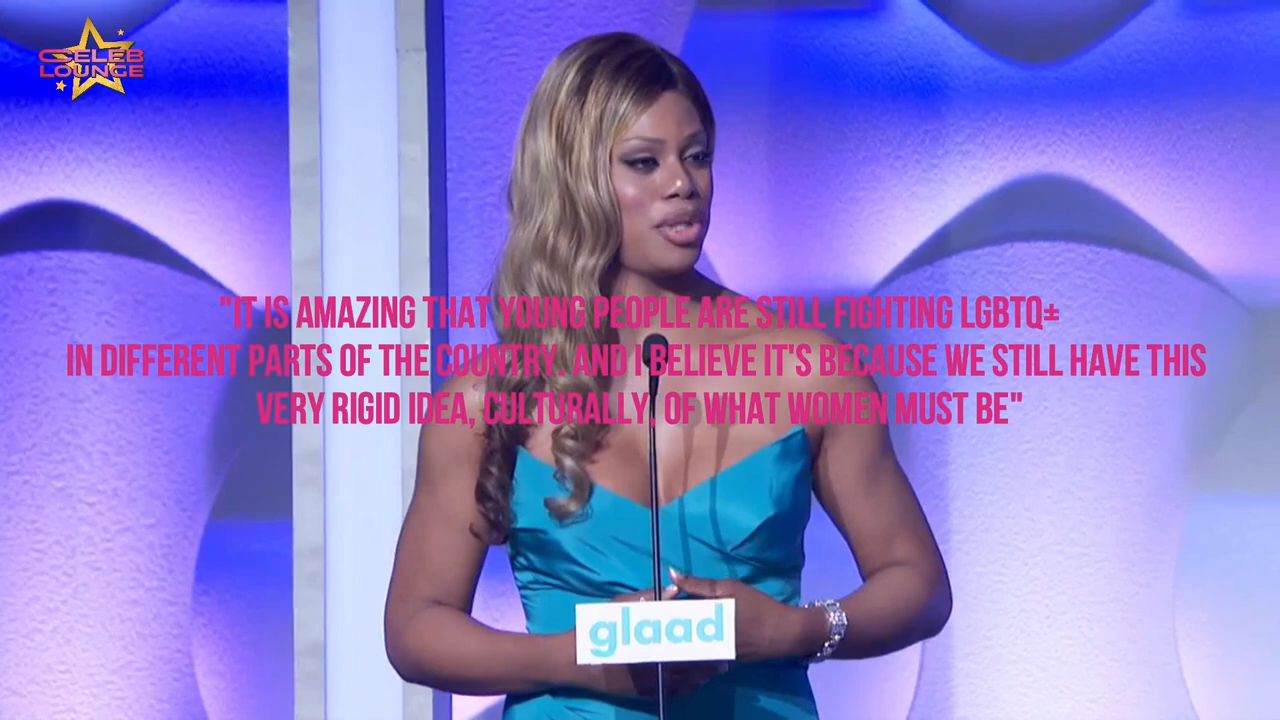 CELEB
LOUNGE
"IT IS AMAZING THAT YOUNG PEOPLE ARE STILL FIGHTING LGBTQ±
IN DIFFERENT PARTS OF THE COUNTRY. AND I BELIEVE IT'S BECAUSE WE STILL HAVE THIS
VERY RIGID IDEA, CULTURALLY, OF WHAT WOMEN MUST BE"
glaad